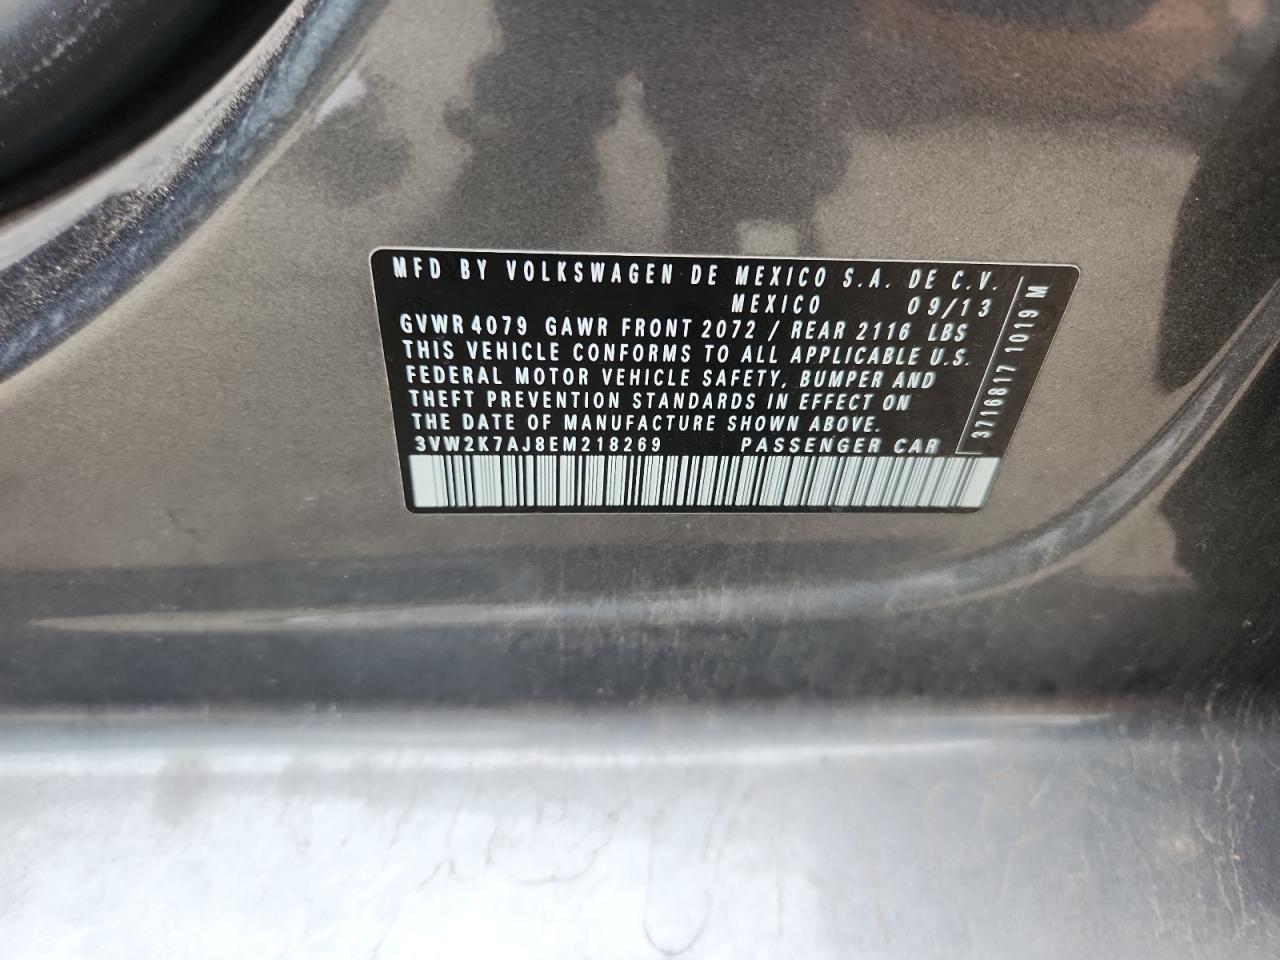 MFD BY VOLKSWAGEN DE MEXICO S.A. DE C.V.
MEXICO 09/13
GVWR 4079 GAWR FRONT 2072 / REAR 2116 LBS
THIS VEHICLE CONFORMS TO ALL APPLICABLE U.S.
FEDERAL MOTOR VEHICLE SAFETY, BUMPER AND
THEFT PREVENTION STANDARDS IN EFFECT ON
THE DATE OF MANUFACTURE SHOWN ABOVE.
3VW2K7AJ8EM218269 PASSENGER CAR
3716817 1019 M